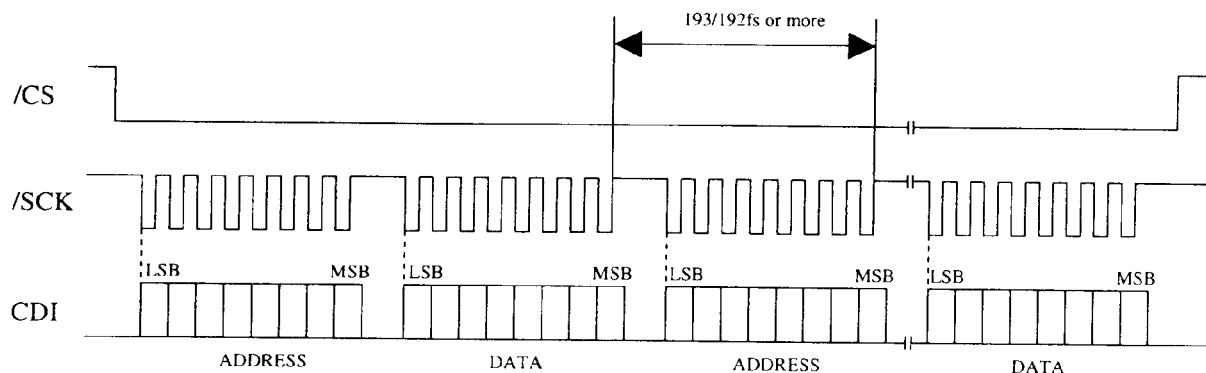 193/192fs or more
/CS
/SCK
LSB MSB LSB MSB LSB MSB LSB MSB
CDI
ADDRESS DATA ADDRESS DATA